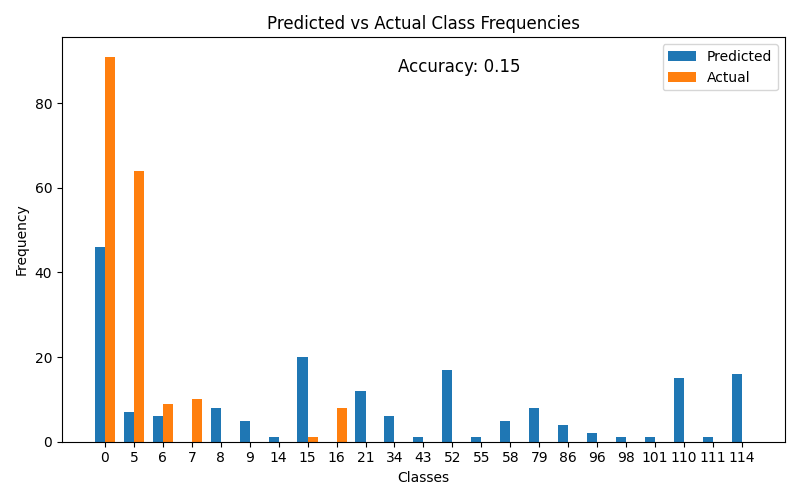 Predicted vs Actual Class Frequencies
Accuracy: 0.15
Predicted
Actual
Frequency
80
60
40
20
0
0 5 6 7 8 9 14 15 16 21 34 43 52 55 58 79 86 96 98 101 110 111 114
Classes